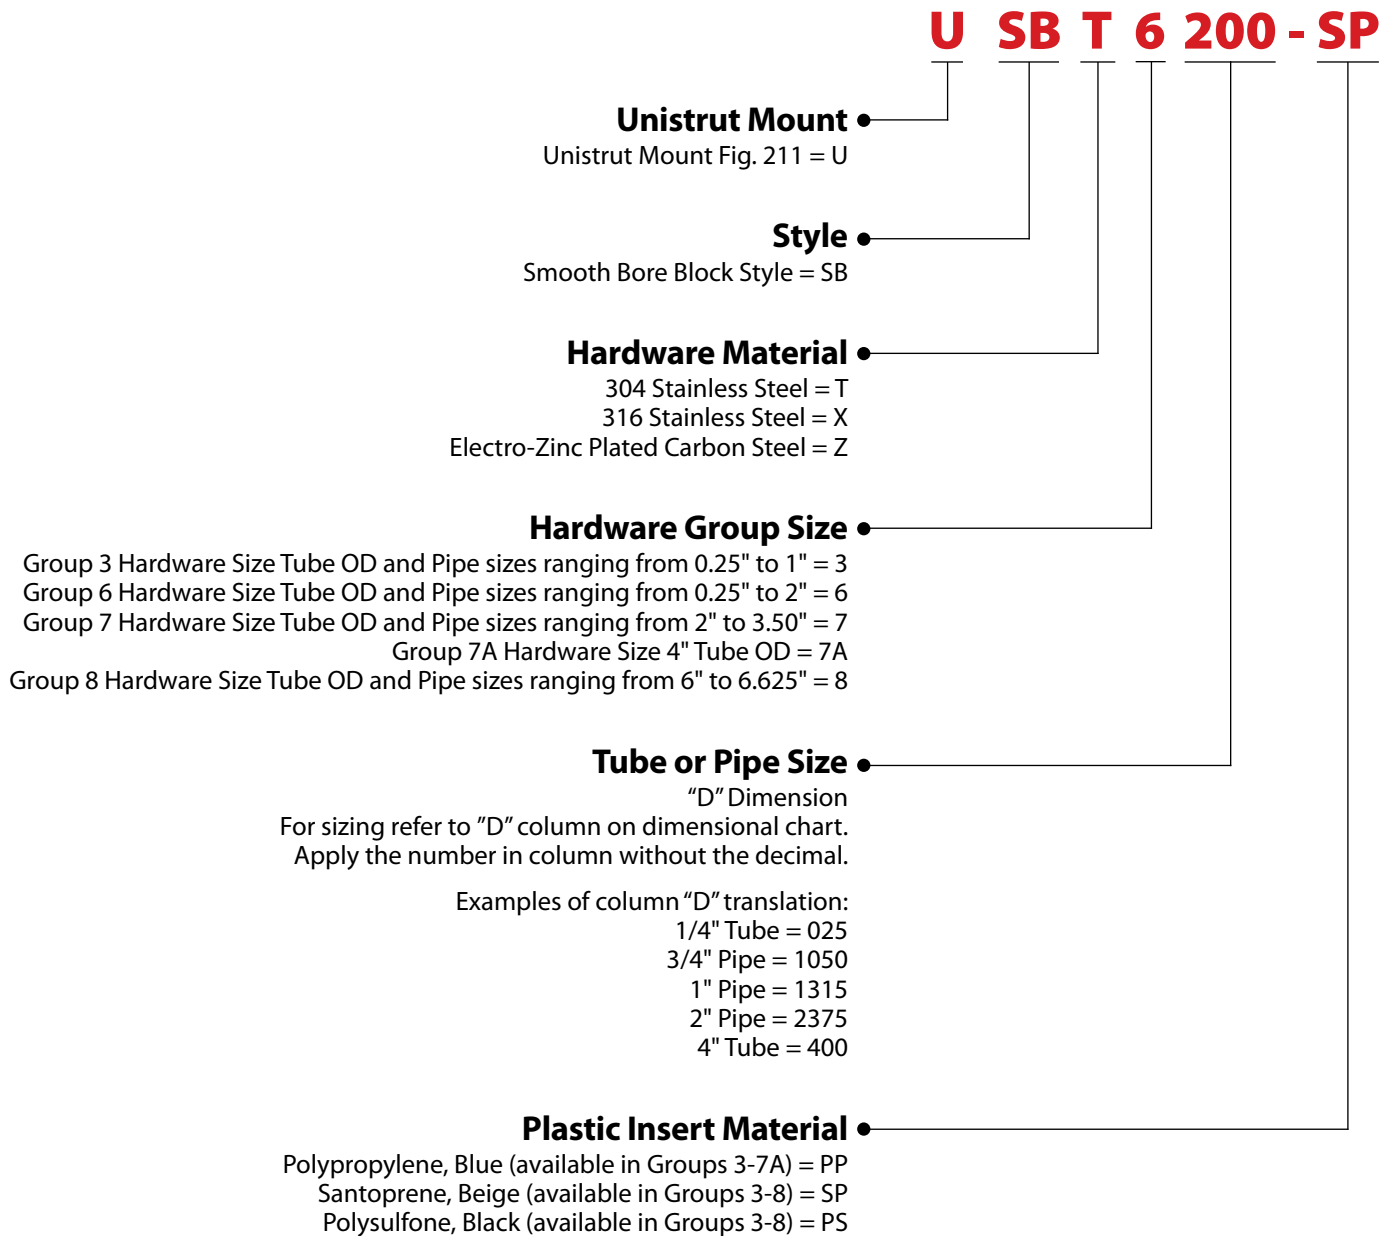 U SB T 6 200 - SP
Unistrut Mount
Unistrut Mount Fig. 211 = U
Style
Smooth Bore Block Style = SB
Hardware Material
304 Stainless Steel = T
316 Stainless Steel = X
Electro-Zinc Plated Carbon Steel = Z
Hardware Group Size
Group 3 Hardware Size Tube OD and Pipe sizes ranging from 0.25" to 1" = 3
Group 6 Hardware Size Tube OD and Pipe sizes ranging from 0.25" to 2" = 6
Group 7 Hardware Size Tube OD and Pipe sizes ranging from 2" to 3.50" = 7
Group 7A Hardware Size 4" Tube OD = 7A
Group 8 Hardware Size Tube OD and Pipe sizes ranging from 6" to 6.625" = 8
Tube or Pipe Size
“D” Dimension
For sizing refer to ”D” column on dimensional chart.
Apply the number in column without the decimal.
Examples of column “D” translation:
1/4" Tube = 025
3/4" Pipe = 1050
1" Pipe = 1315
2" Pipe = 2375
4" Tube = 400
Plastic Insert Material
Polypropylene, Blue (available in Groups 3-7A) = PP
Santoprene, Beige (available in Groups 3-8) = SP
Polysulfone, Black (available in Groups 3-8) = PS